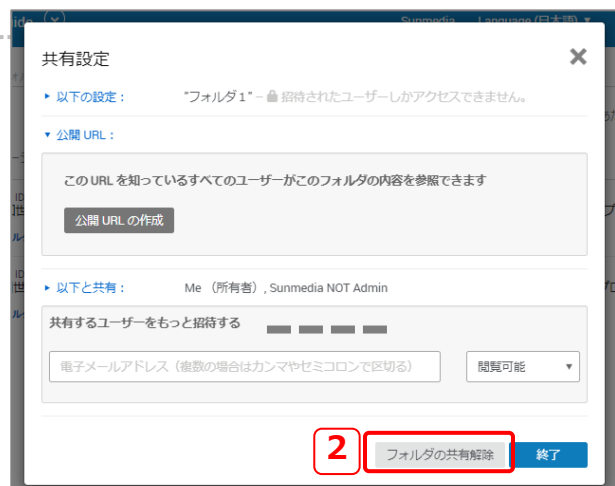 Sunmedia Language (日本語) ▼
共有設定 ×
▸ 以下の設定： "フォルダ 1" – 招待されたユーザーしかアクセスできません。
▾ 公開 URL：
この URL を知っているすべてのユーザーがこのフォルダの内容を参照できます
公開 URL の作成
▸ 以下と共有： Me （所有者）, Sunmedia NOT Admin
共有するユーザーをもっと招待する
電子メールアドレス（複数の場合はカンマやセミコロンで区切る） 閲覧可能 ▼
2 フォルダの共有解除 終了